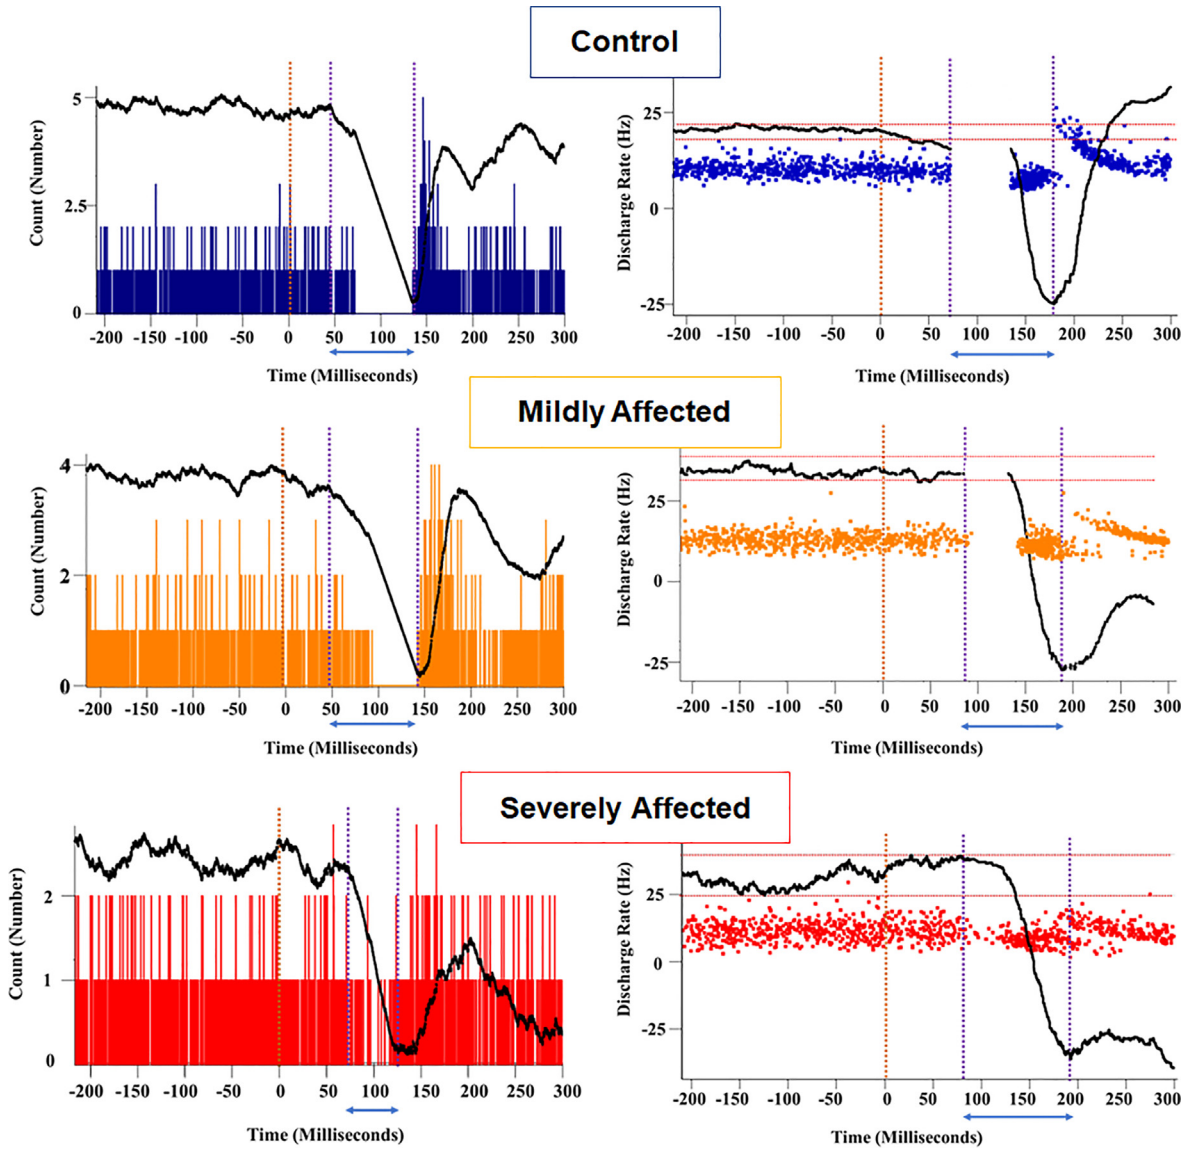 Control
5
2.5
0
Count (Number)
-200 -150 -100 -50 0 50 100 150 200 250 300
Time (Milliseconds)
25
0
-25
Discharge Rate (Hz)
-200 -150 -100 -50 0 50 100 150 200 250 300
Time (Milliseconds)
Mildly Affected
4
2
0
Count (Number)
-200 -150 -100 -50 0 50 100 150 200 250 300
Time (Milliseconds)
25
0
-25
Discharge Rate (Hz)
-200 -150 -100 -50 0 50 100 150 200 250 300
Time (Milliseconds)
Severely Affected
2
1
0
Count (Number)
-200 -150 -100 -50 0 50 100 150 200 250 300
Time (Milliseconds)
25
0
-25
Discharge Rate (Hz)
-200 -150 -100 -50 0 50 100 150 200 250 300
Time (Milliseconds)